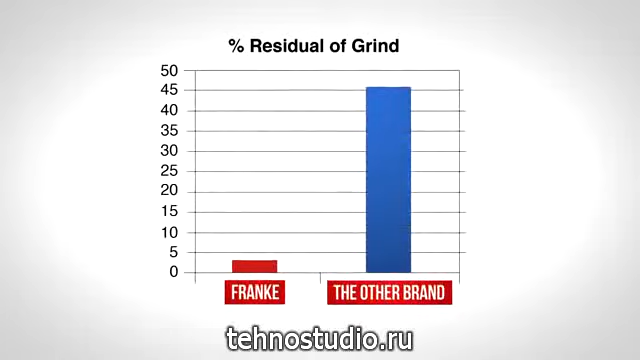 % Residual of Grind
50
45
40
35
30
25
20
15
10
5
0
FRANKE
THE OTHER BRAND
tehnostudio.ru